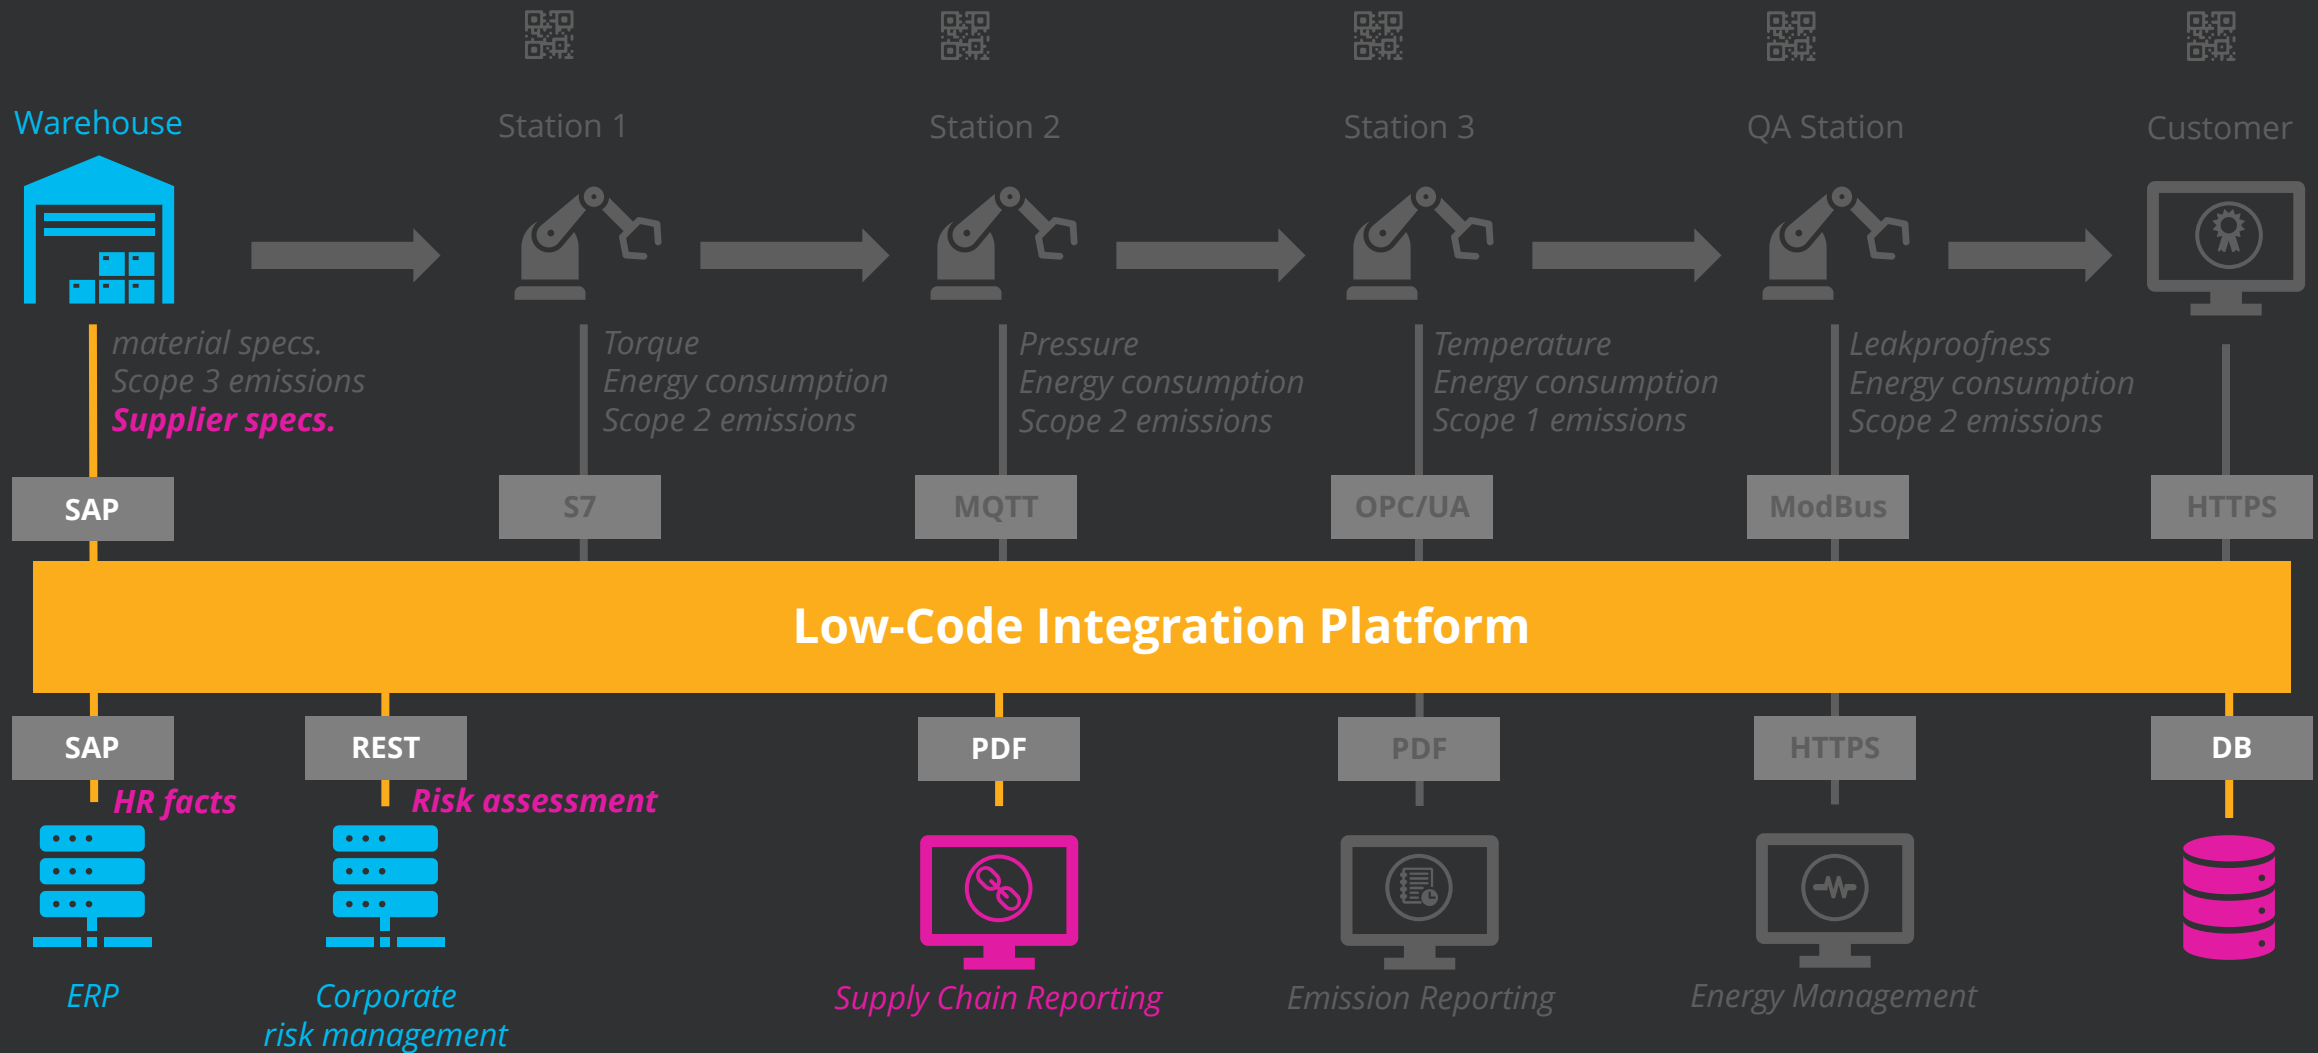 Warehouse
Station 1
Station 2
Station 3
QA Station
Customer
material specs.
Scope 3 emissions
Supplier specs.
Torque
Energy consumption
Scope 2 emissions
Pressure
Energy consumption
Scope 2 emissions
Temperature
Energy consumption
Scope 1 emissions
Leakproofness
Energy consumption
Scope 2 emissions
SAP
S7
MQTT
OPC/UA
ModBus
HTTPS
Low-Code Integration Platform
SAP
REST
PDF
PDF
HTTPS
DB
HR facts
Risk assessment
ERP
Corporate
risk management
Supply Chain Reporting
Emission Reporting
Energy Management